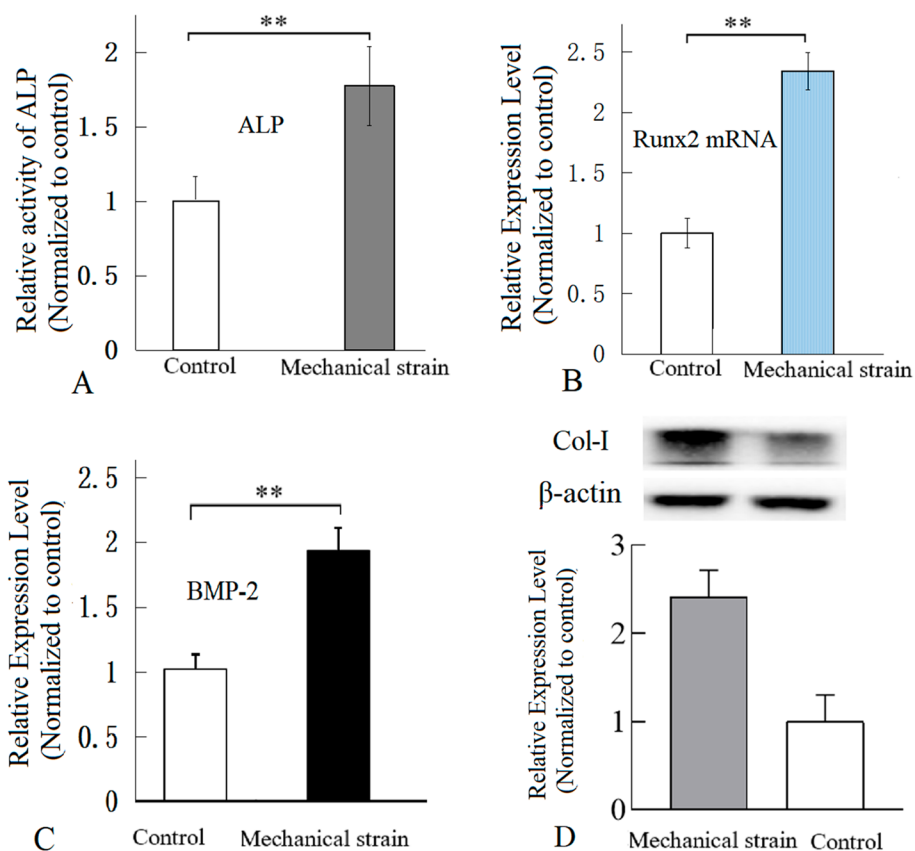 **
2
1.5
1
0.5
0
Relative activity of ALP
(Normalized to control)
ALP
Control
Mechanical strain
A
**
2.5
2
1.5
1
0.5
0
Relative Expression Level
(Normalized to control)
Runx2 mRNA
Control
Mechanical strain
B
**
2.5
2
1.5
1
0.5
0
Relative Expression Level
(Normalized to control)
BMP-2
Control
Mechanical strain
C
Col-I
β-actin
3
2
1
0
Relative Expression Level
(Normalized to control)
Mechanical strain
Control
D